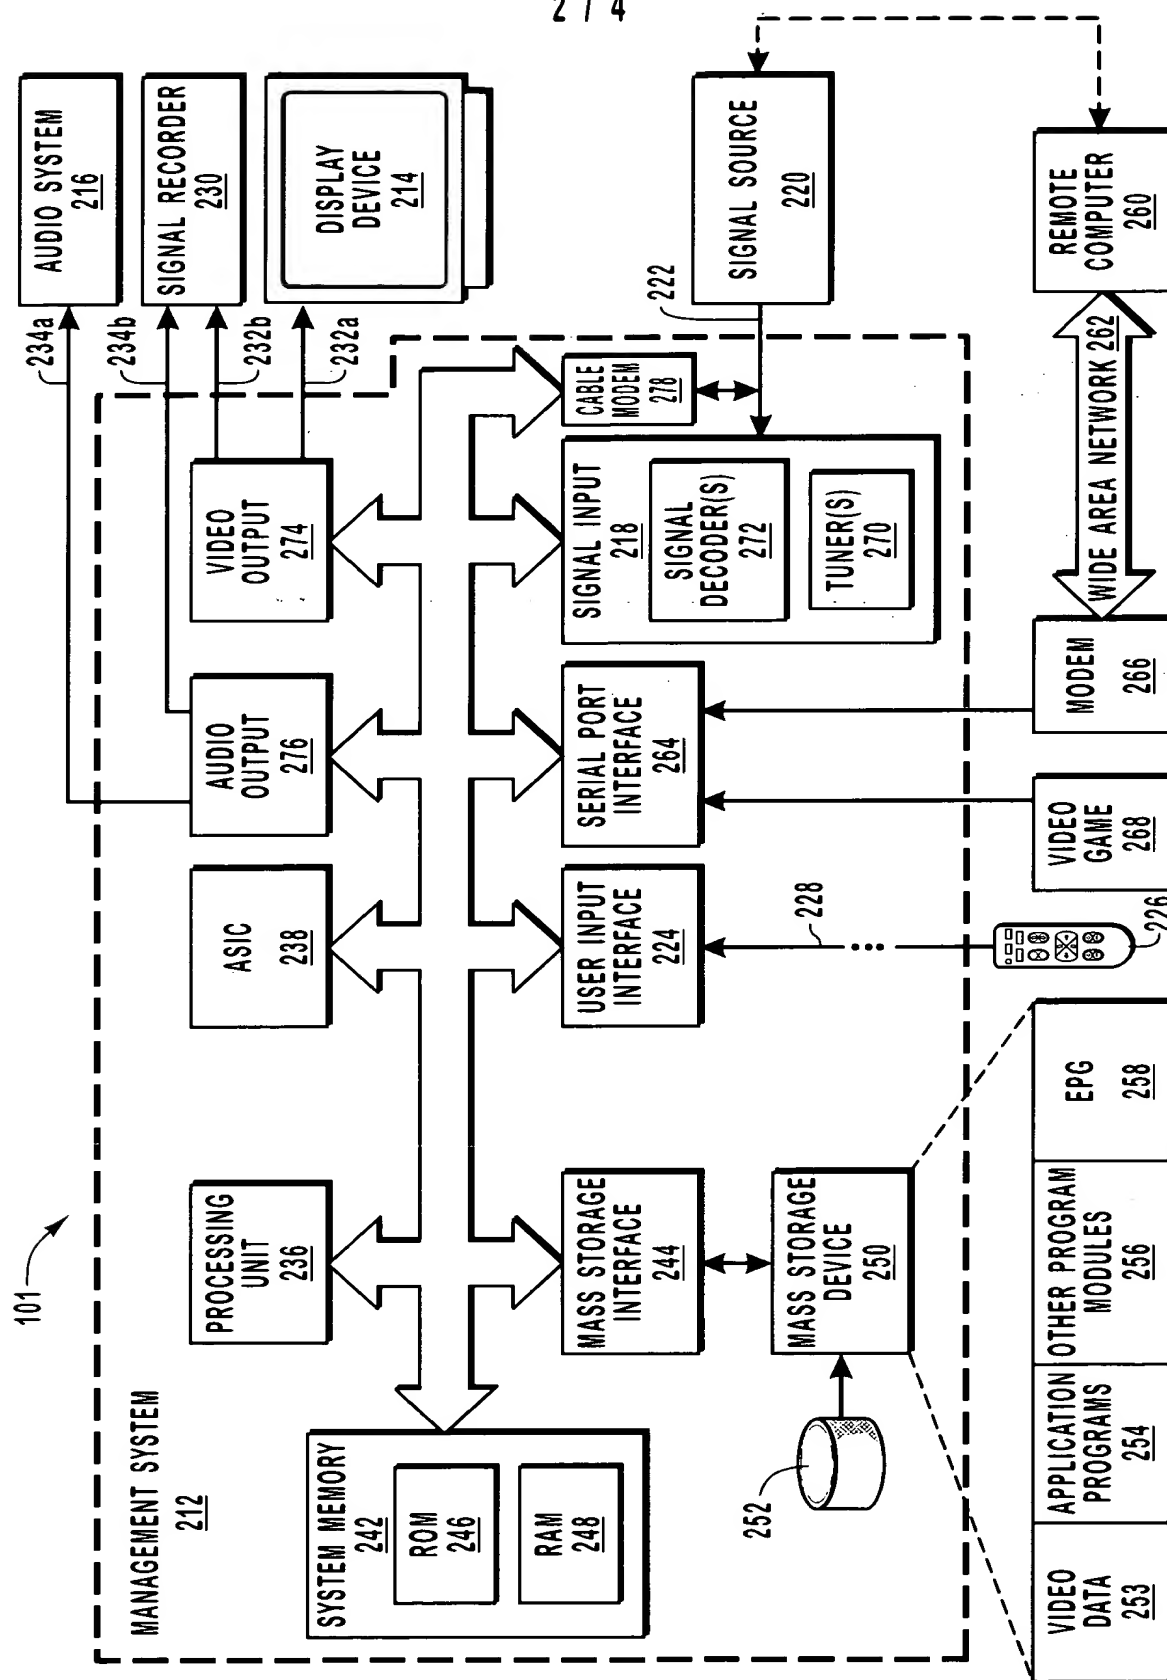 2 / 4
101
MANAGEMENT SYSTEM
212
AUDIO SYSTEM
216
SIGNAL RECORDER
230
DISPLAY
DEVICE
214
234a
234b
232b
232a
PROCESSING
UNIT
236
ASIC
238
AUDIO
OUTPUT
276
VIDEO
OUTPUT
274
SYSTEM MEMORY
242
ROM
246
RAM
248
MASS STORAGE
INTERFACE
244
USER INPUT
INTERFACE
224
SERIAL PORT
INTERFACE
264
SIGNAL INPUT
218
SIGNAL
DECODER(S)
272
TUNER(S)
270
CABLE
MODEM
278
222
SIGNAL SOURCE
220
252
MASS STORAGE
DEVICE
250
228
226
VIDEO
DATA
253
APPLICATION
PROGRAMS
254
OTHER PROGRAM
MODULES
256
EPG
258
VIDEO
GAME
268
MODEM
266
WIDE AREA NETWORK 262
REMOTE
COMPUTER
260